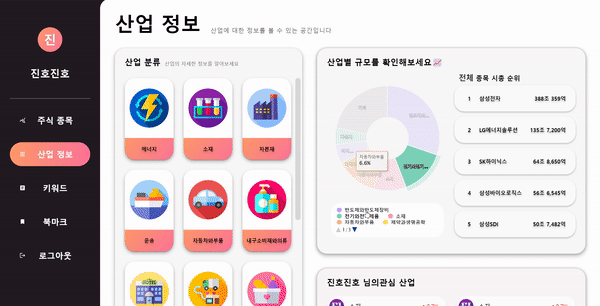 진
진호진호
주식 종목
산업 정보
키워드
북마크
로그아웃
산업 정보
산업에 대한 정보를 볼 수 있는 공간입니다
산업 분류
산업의 자세한 정보를 알아보세요
에너지
소재
자본재
운송
자동차와부품
내구소비재와의류
산업별 규모를 확인해보세요
자동차와부품
6.6%
반도체와반도체장비
전기와전자제품
소재
자동차와부품
제약과생명공학
1 / 3
전체 종목 시총 순위
1 삼성전자 388조 359억
2 LG에너지솔루션 135조 7,200억
3 SK하이닉스 64조 8,650억
4 삼성바이오로직스 56조 6,545억
5 삼성SDI 50조 7,482억
진호진호 님의관심 산업